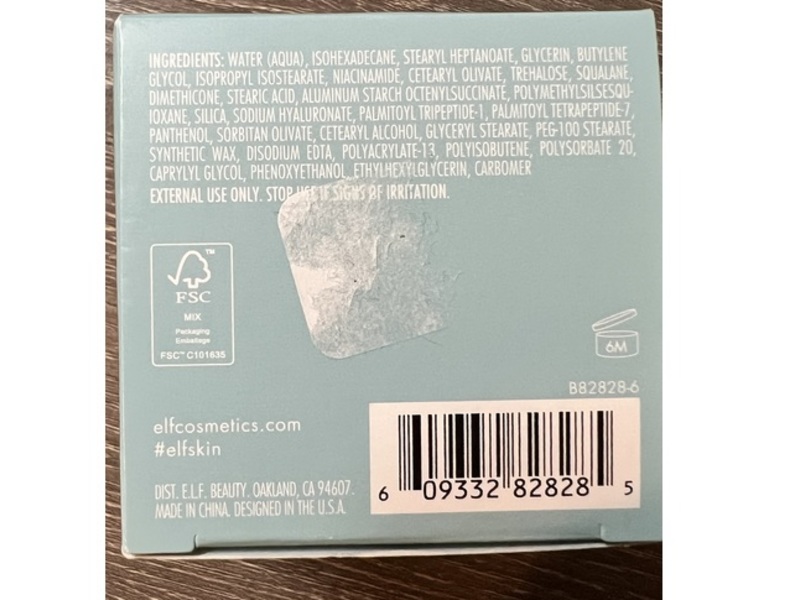 INGREDIENTS: WATER (AQUA), ISOHEXADECANE, STEARYL HEPTANOATE, GLYCERIN, BUTYLENE
GLYCOL, ISOPROPYL ISOSTEARATE, NIACINAMIDE, CETEARYL OLIVATE, TREHALOSE, SQUALANE,
DIMETHICONE, STEARIC ACID, ALUMINUM STARCH OCTENYLSUCCINATE, POLYMETHYLSILSESQU-
IOXANE, SILICA, SODIUM HYALURONATE, PALMITOYL TRIPEPTIDE-1, PALMITOYL TETRAPEPTIDE-7,
PANTHENOL, SORBITAN OLIVATE, CETEARYL ALCOHOL, GLYCERYL STEARATE, PEG-100 STEARATE,
SYNTHETIC WAX, DISODIUM EDTA, POLYACRYLATE-13, POLYISOBUTENE, POLYSORBATE 20,
CAPRYLYL GLYCOL, PHENOXYETHANOL, ETHYLHEXYLGLYCERIN, CARBOMER
EXTERNAL USE ONLY. STOP USE IF SIGNS OF IRRITATION.
FSC™
MIX
Packaging
Emballage
FSC™ C101635
6M
B82828-6
elfcosmetics.com
#elfskin
DIST. E.L.F. BEAUTY. OAKLAND, CA 94607.
MADE IN CHINA. DESIGNED IN THE U.S.A.
6 09332 82828 5